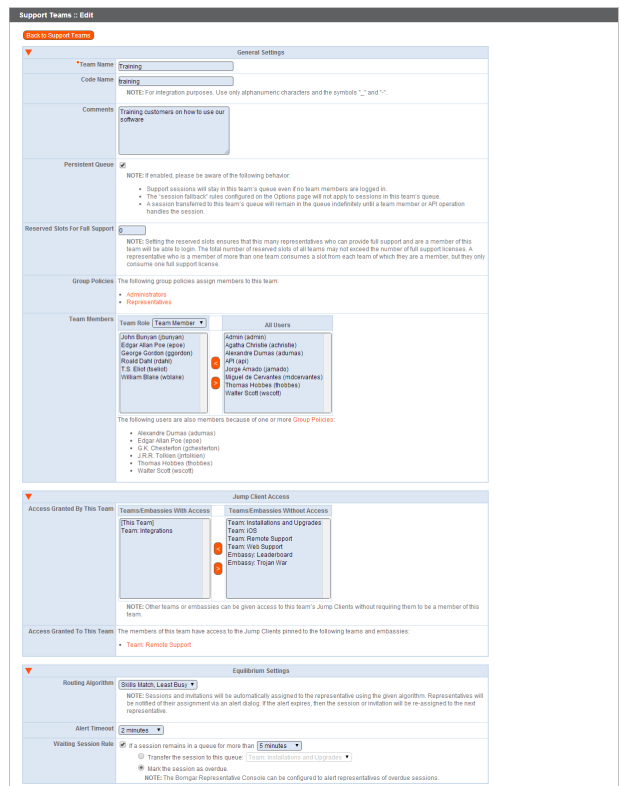 Support Teams :: Edit
Back to Support Teams
General Settings
*Team Name Training
Code Name training
NOTE: For integration purposes. Use only alphanumeric characters and the symbols "_" and "-".
Comments Training customers on how to use our
software
Persistent Queue
NOTE: If enabled, please be aware of the following behavior:
• Support sessions will stay in this team's queue even if no team members are logged in.
• The "session fallback" rules configured on the Options page will not apply to sessions in this team's queue.
• A session transferred to this team's queue will remain in the queue indefinitely until a team member or API operation
handles the session.
Reserved Slots For Full Support 0
NOTE: Setting the reserved slots ensures that this many representatives who can provide full support and are a member of this
team will be able to login. The total number of reserved slots of all teams may not exceed the number of full support licenses. A
representative who is a member of more than one team consumes a slot from each team of which they are a member, but they only
consume one full support license.
Group Policies The following group policies assign members to this team:
• Administrators
• Representatives
Team Members
Team Role Team Member
John Bunyan (jbunyan)
Edgar Allan Poe (epoe)
George Gordon (ggordon)
Roald Dahl (rdahl)
T.S. Eliot (tseliot)
William Blake (wblake)
<
>
All Users
Admin (admin)
Agatha Christie (achristie)
Alexandre Dumas (adumas)
API (api)
Jorge Amado (jamado)
Miguel de Cervantes (mdcervantes)
Thomas Hobbes (thobbes)
Walter Scott (wscott)
The following users are also members because of one or more Group Policies:
• Alexandre Dumas (adumas)
• Edgar Allan Poe (epoe)
• G.K. Chesterton (gchesterton)
• J.R.R. Tolkien (jrrtolkien)
• Thomas Hobbes (thobbes)
• Walter Scott (wscott)
Jump Client Access
Access Granted By This Team
Teams/Embassies With Access
[This Team]
Team: Integrations
<
>
Teams/Embassies Without Access
Team: Installations and Upgrades
Team: iOS
Team: Remote Support
Team: Web Support
Embassy: Leaderboard
Embassy: Trojan War
NOTE: Other teams or embassies can be given access to this team's Jump Clients without requiring them to be a member of this
team.
Access Granted To This Team The members of this team have access to the Jump Clients pinned to the following teams and embassies:
• Team: Remote Support
Equilibrium Settings
Routing Algorithm Skills Match, Least Busy
NOTE: Sessions and invitations will be automatically assigned to the representative using the given algorithm. Representatives will
be notified of their assignment via an alert dialog. If the alert expires, then the session or invitation will be re-assigned to the next
representative.
Alert Timeout 2 minutes
Waiting Session Rule If a session remains in a queue for more than 5 minutes
Transfer the session to this queue: Team: Installations and Upgrades
Mark the session as overdue.
NOTE: The Bomgar Representative Console can be configured to alert representatives of overdue sessions.